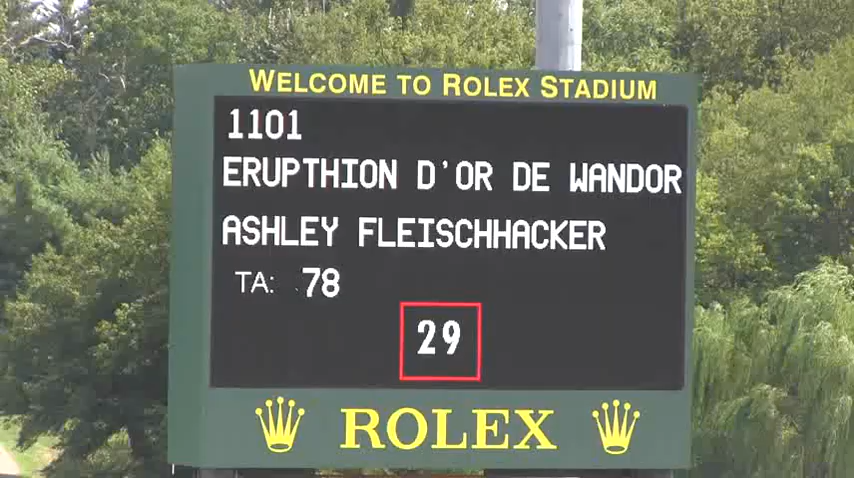 WELCOME TO ROLEX STADIUM
1101
ERUPTHION D'OR DE WANDOR
ASHLEY FLEISCHHACKER
TA: 78
29
ROLEX